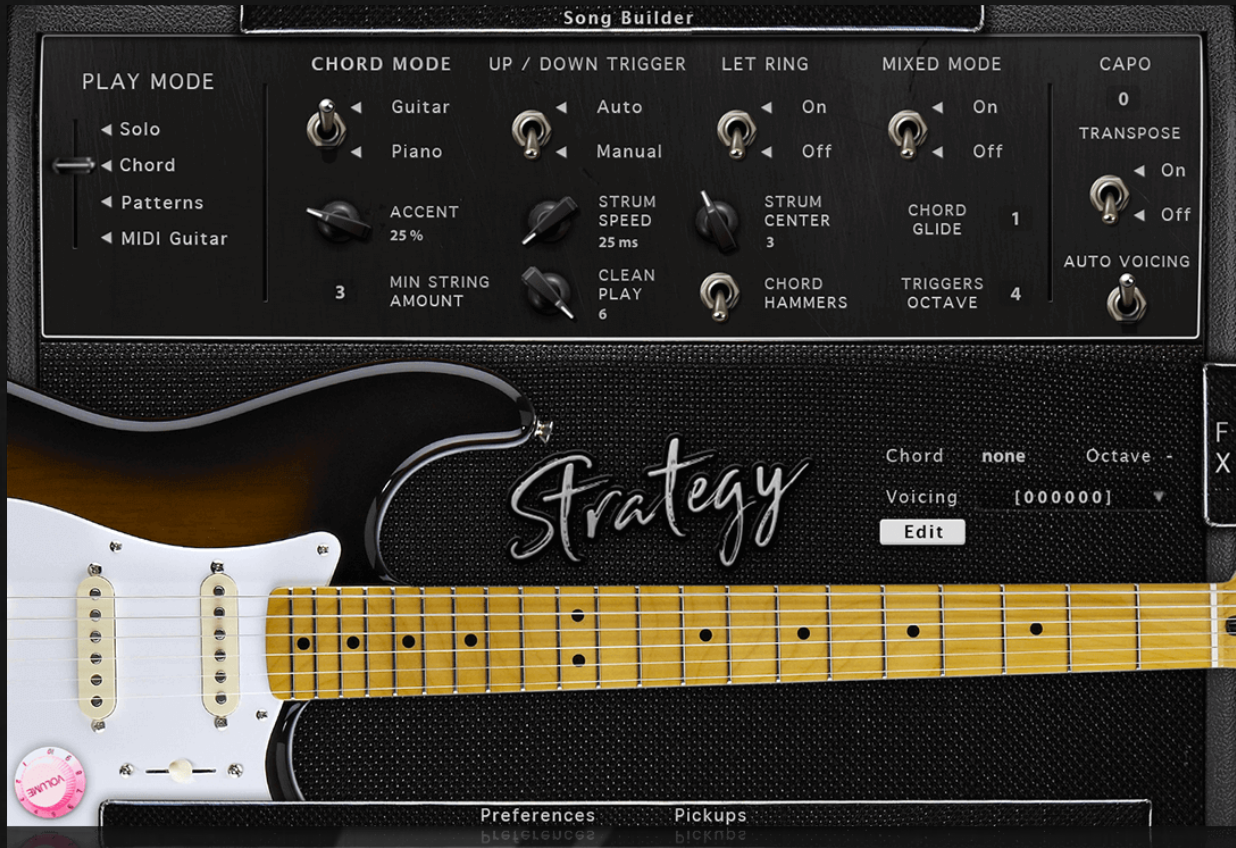 Song Builder
PLAY MODE
Solo
Chord
Patterns
MIDI Guitar
CHORD MODE
Guitar
Piano
UP / DOWN TRIGGER
Auto
Manual
LET RING
On
Off
MIXED MODE
On
Off
ACCENT
25 %
STRUM
SPEED
25 ms
STRUM
CENTER
3
CHORD
GLIDE
1
3
MIN STRING
AMOUNT
CLEAN
PLAY
6
CHORD
HAMMERS
TRIGGERS
OCTAVE
4
CAPO
0
TRANSPOSE
On
Off
AUTO VOICING
Strategy
Chord none Octave -
Voicing [000000]
Edit
F
X
VOLUME
Preferences Pickups